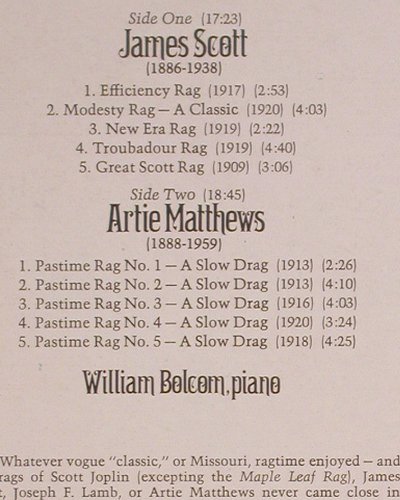 Side One (17:23)
James Scott
(1886-1938)
1. Efficiency Rag (1917) (2:53)
2. Modesty Rag — A Classic (1920) (4:03)
3. New Era Rag (1919) (2:22)
4. Troubadour Rag (1919) (4:40)
5. Great Scott Rag (1909) (3:06)
Side Two (18:45)
Artie Matthews
(1888-1959)
1. Pastime Rag No. 1 — A Slow Drag (1913) (2:26)
2. Pastime Rag No. 2 — A Slow Drag (1913) (4:10)
3. Pastime Rag No. 3 — A Slow Drag (1916) (4:03)
4. Pastime Rag No. 4 — A Slow Drag (1920) (3:24)
5. Pastime Rag No. 5 — A Slow Drag (1918) (4:25)
William Bolcom, piano
Whatever vogue "classic," or Missouri, ragtime enjoyed — and
rags of Scott Joplin (excepting the Maple Leaf Rag), James
t, Joseph F. Lamb, or Artie Matthews never came close in